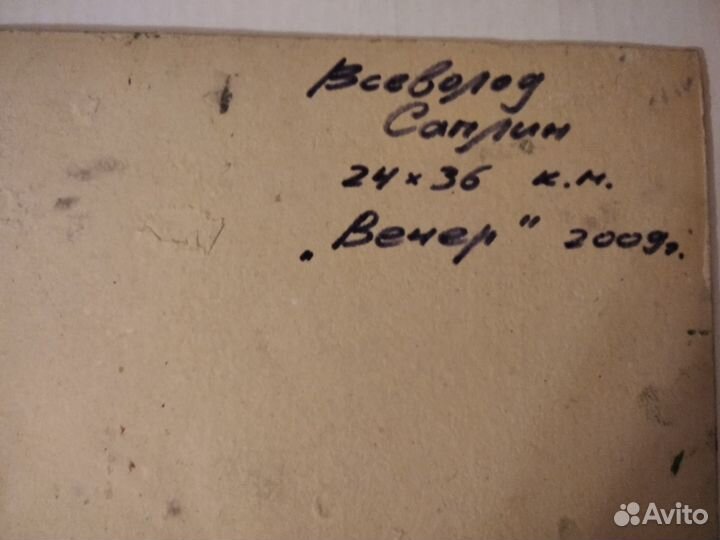 Всеволод
Саплин
24 × 36 к.м.
„Вечер" 2009г.
Avito